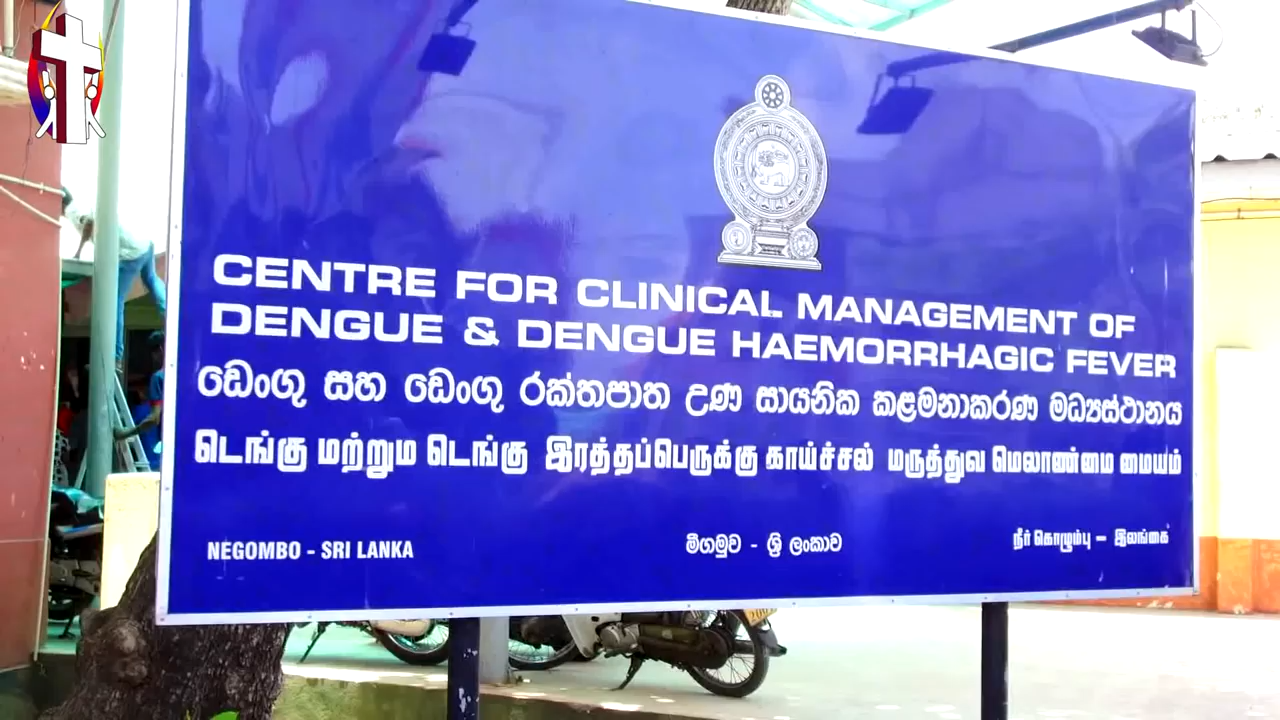 CENTRE FOR CLINICAL MANAGEMENT OF
DENGUE & DENGUE HAEMORRHAGIC FEVER
ඩෙංගු සහ ඩෙංගු රක්තපාත උණ සායනික කළමනාකරණ මධ්‍යස්ථානය
டெங்கு மற்றும டெங்கு இரத்தப்பெருக்கு காய்ச்சல் மருத்துவ மெலாண்மை மையம்
NEGOMBO - SRI LANKA
මීගමුව - ශ්‍රී ලංකාව
நீர் கொழும்பு - இலங்கை